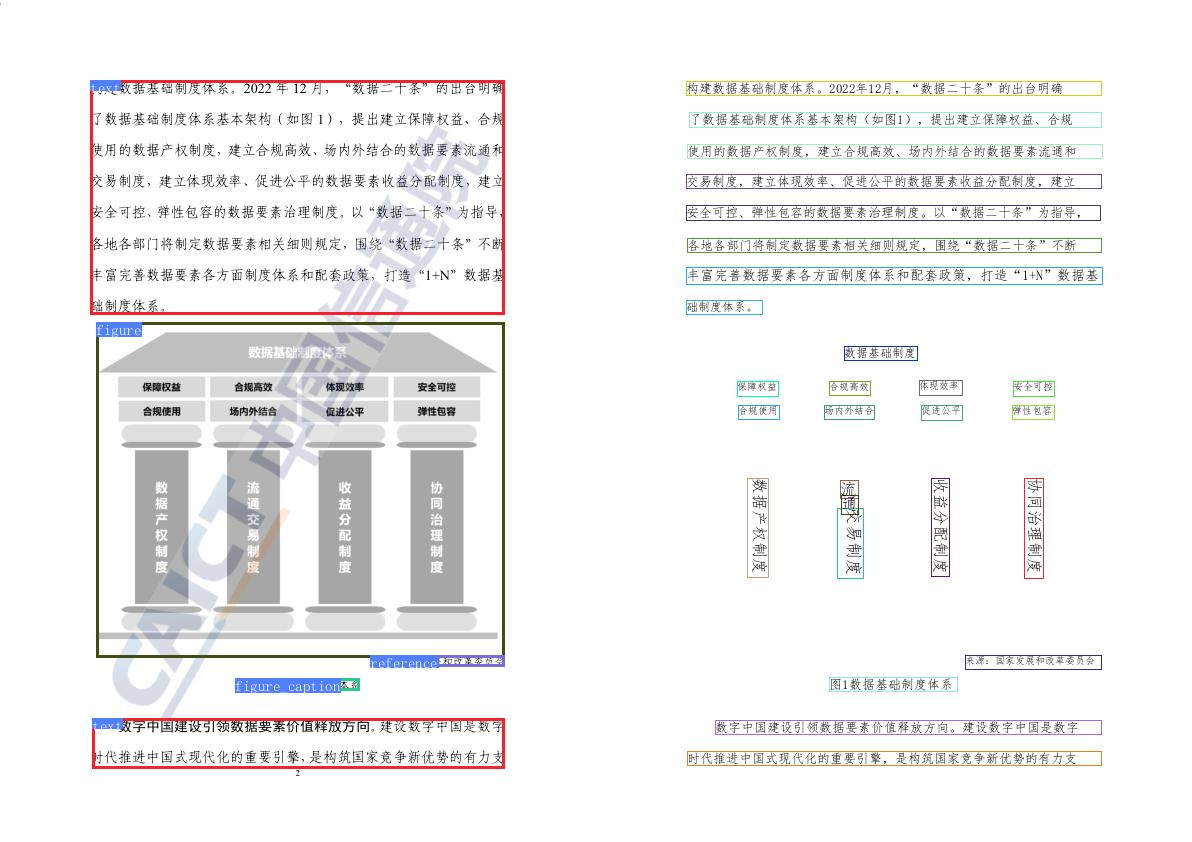 text数据基础制度体系。2022 年 12 月，“数据二十条”的出台明确
了数据基础制度体系基本架构（如图 1），提出建立保障权益、合规
使用的数据产权制度，建立合规高效、场内外结合的数据要素流通和
交易制度，建立体现效率、促进公平的数据要素收益分配制度，建立
安全可控、弹性包容的数据要素治理制度。以“数据二十条”为指导，
各地各部门将制定数据要素相关细则规定，围绕“数据二十条”不断
丰富完善数据要素各方面制度体系和配套政策，打造“1+N”数据基
础制度体系。
figure
数据基础制度体系
保障权益 合规高效 体现效率 安全可控
合规使用 场内外结合 促进公平 弹性包容
数据产权制度
流通交易制度
收益分配制度
协同治理制度
CAICT 中国信通院
reference和改革委员会
figure caption体系
text数字中国建设引领数据要素价值释放方向。建设数字中国是数字
时代推进中国式现代化的重要引擎，是构筑国家竞争新优势的有力支
2
构建数据基础制度体系。2022年12月，“数据二十条”的出台明确
了数据基础制度体系基本架构（如图1），提出建立保障权益、合规
使用的数据产权制度，建立合规高效、场内外结合的数据要素流通和
交易制度，建立体现效率、促进公平的数据要素收益分配制度，建立
安全可控、弹性包容的数据要素治理制度。以“数据二十条”为指导，
各地各部门将制定数据要素相关细则规定，围绕“数据二十条”不断
丰富完善数据要素各方面制度体系和配套政策，打造“1+N”数据基
础制度体系。
数据基础制度
保障权益 合规高效 体现效率 安全可控
合规使用 场内外结合 促进公平 弹性包容
数据产权制度
流通交易制度
收益分配制度
协同治理制度
来源：国家发展和改革委员会
图1数据基础制度体系
数字中国建设引领数据要素价值释放方向。建设数字中国是数字
时代推进中国式现代化的重要引擎，是构筑国家竞争新优势的有力支